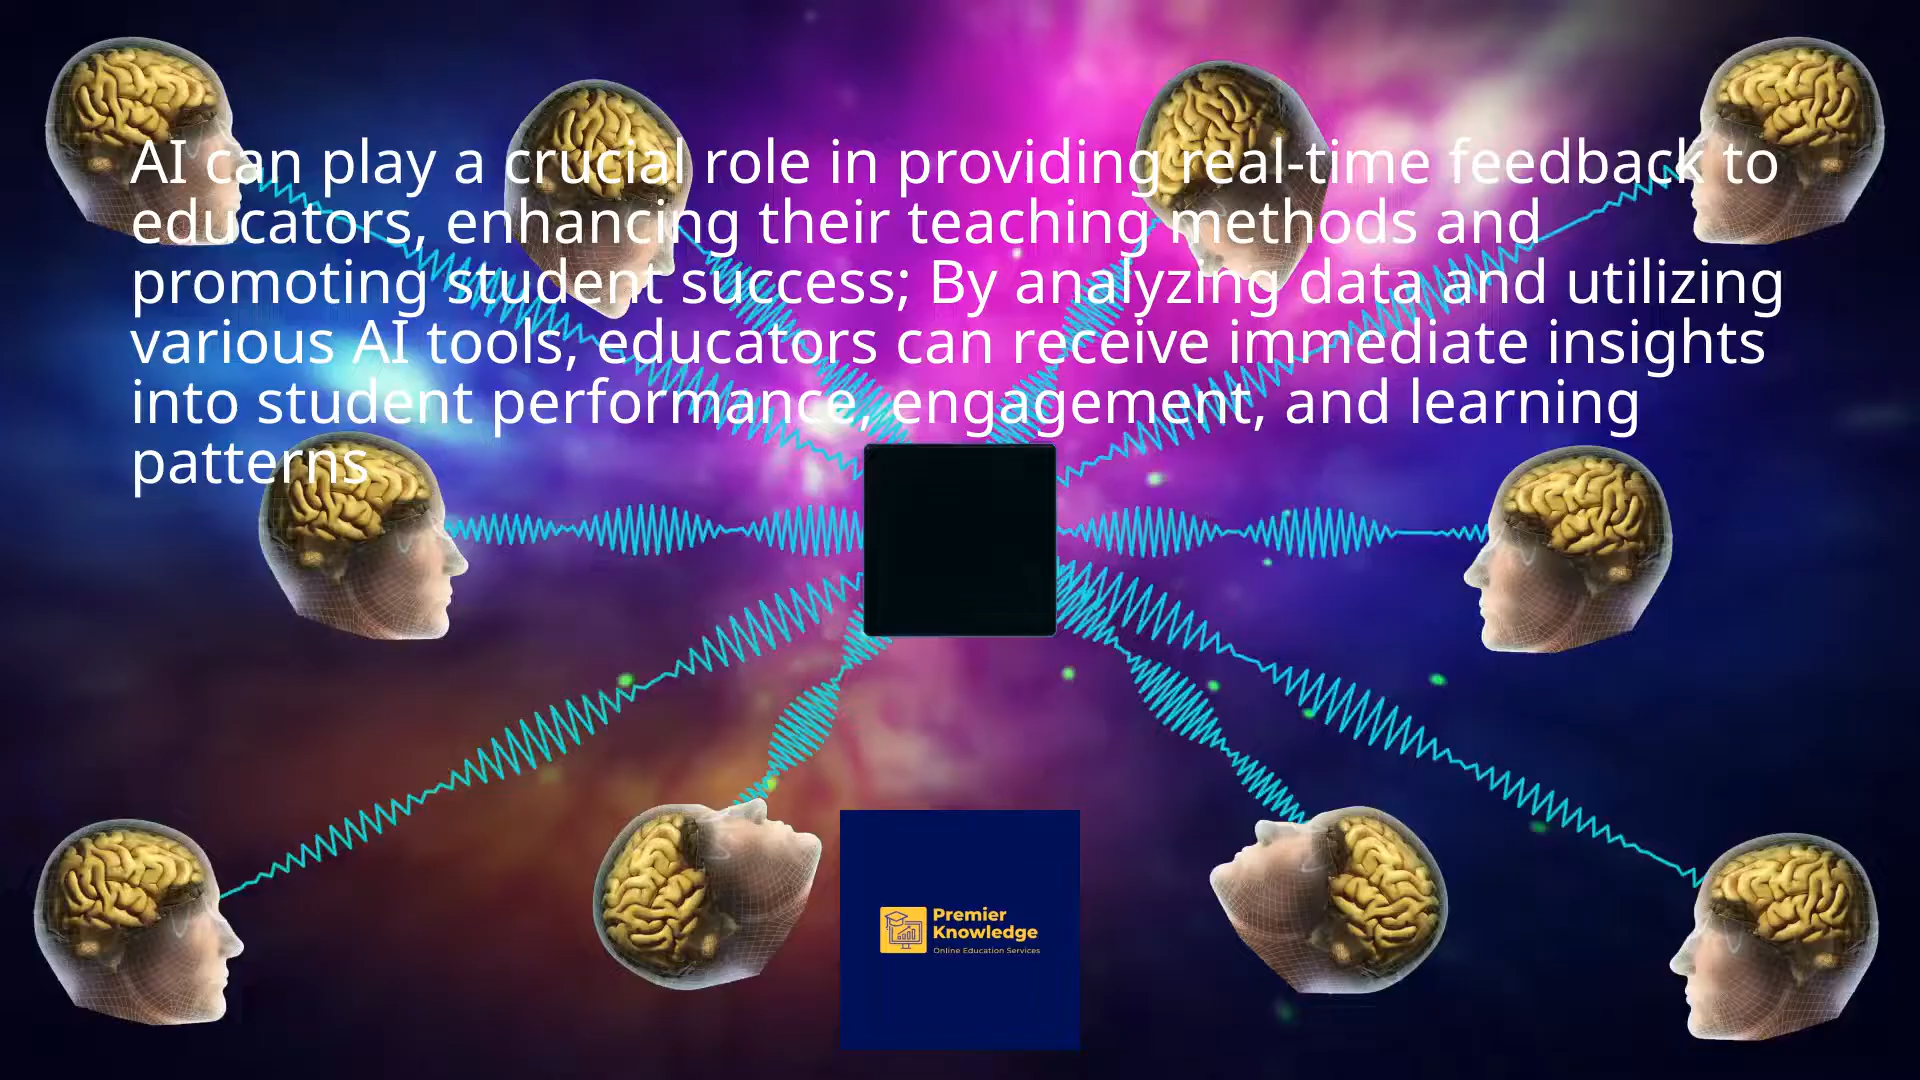 AI can play a crucial role in providing real-time feedback to
educators, enhancing their teaching methods and
promoting student success; By analyzing data and utilizing
various AI tools, educators can receive immediate insights
into student performance, engagement, and learning
patterns
Premier
Knowledge
Online Education Services